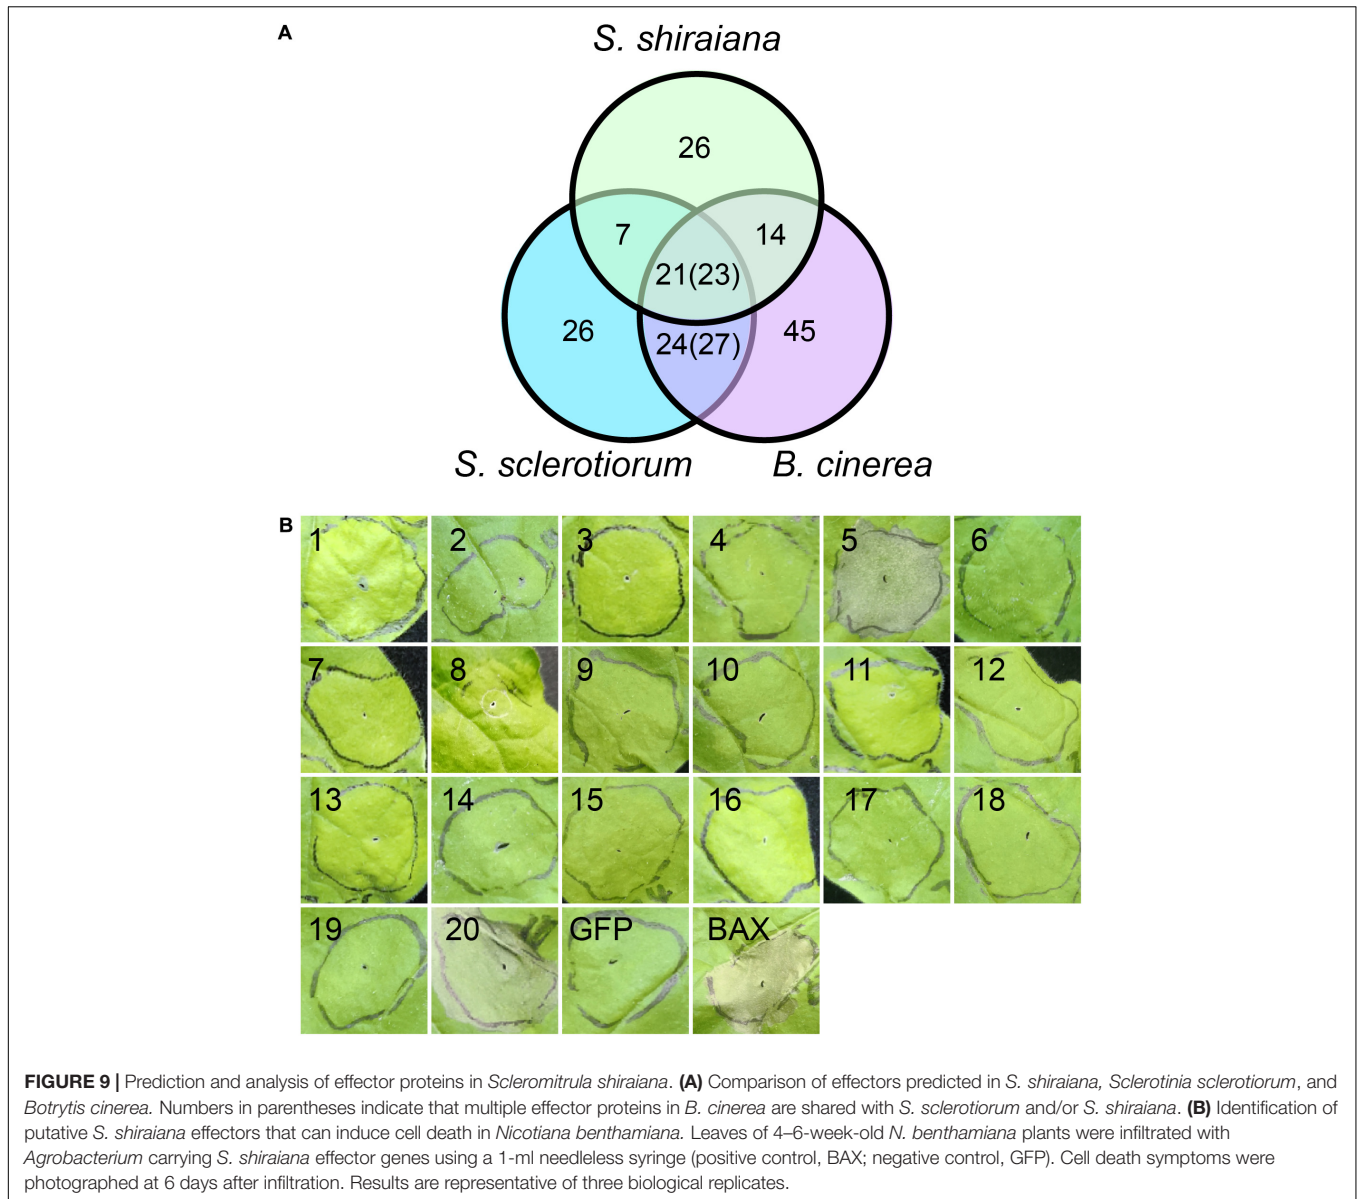 A
S. shiraiana
26
7
14
21(23)
26
24(27)
45
S. sclerotiorum
B. cinerea
B
1 2 3 4 5 6
7 8 9 10 11 12
13 14 15 16 17 18
19 20 GFP BAX
FIGURE 9 | Prediction and analysis of effector proteins in Scleromitrula shiraiana. (A) Comparison of effectors predicted in S. shiraiana, Sclerotinia sclerotiorum, and
Botrytis cinerea. Numbers in parentheses indicate that multiple effector proteins in B. cinerea are shared with S. sclerotiorum and/or S. shiraiana. (B) Identification of
putative S. shiraiana effectors that can induce cell death in Nicotiana benthamiana. Leaves of 4–6-week-old N. benthamiana plants were infiltrated with
Agrobacterium carrying S. shiraiana effector genes using a 1-ml needleless syringe (positive control, BAX; negative control, GFP). Cell death symptoms were
photographed at 6 days after infiltration. Results are representative of three biological replicates.